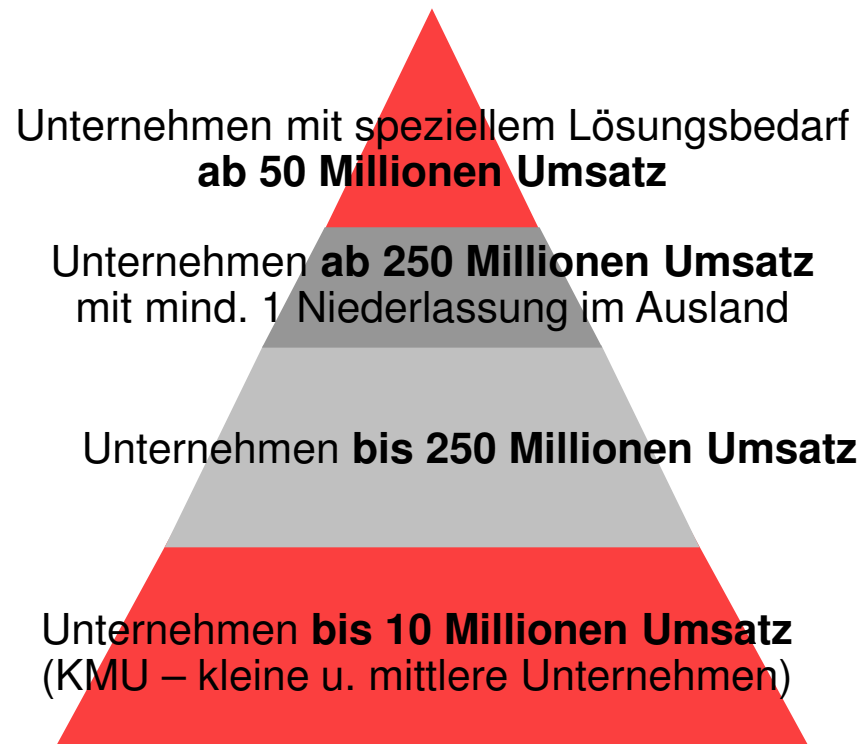 Unternehmen mit speziellem Lösungsbedarf
ab 50 Millionen Umsatz
Unternehmen ab 250 Millionen Umsatz
mit mind. 1 Niederlassung im Ausland
Unternehmen bis 250 Millionen Umsatz
Unternehmen bis 10 Millionen Umsatz
(KMU – kleine u. mittlere Unternehmen)